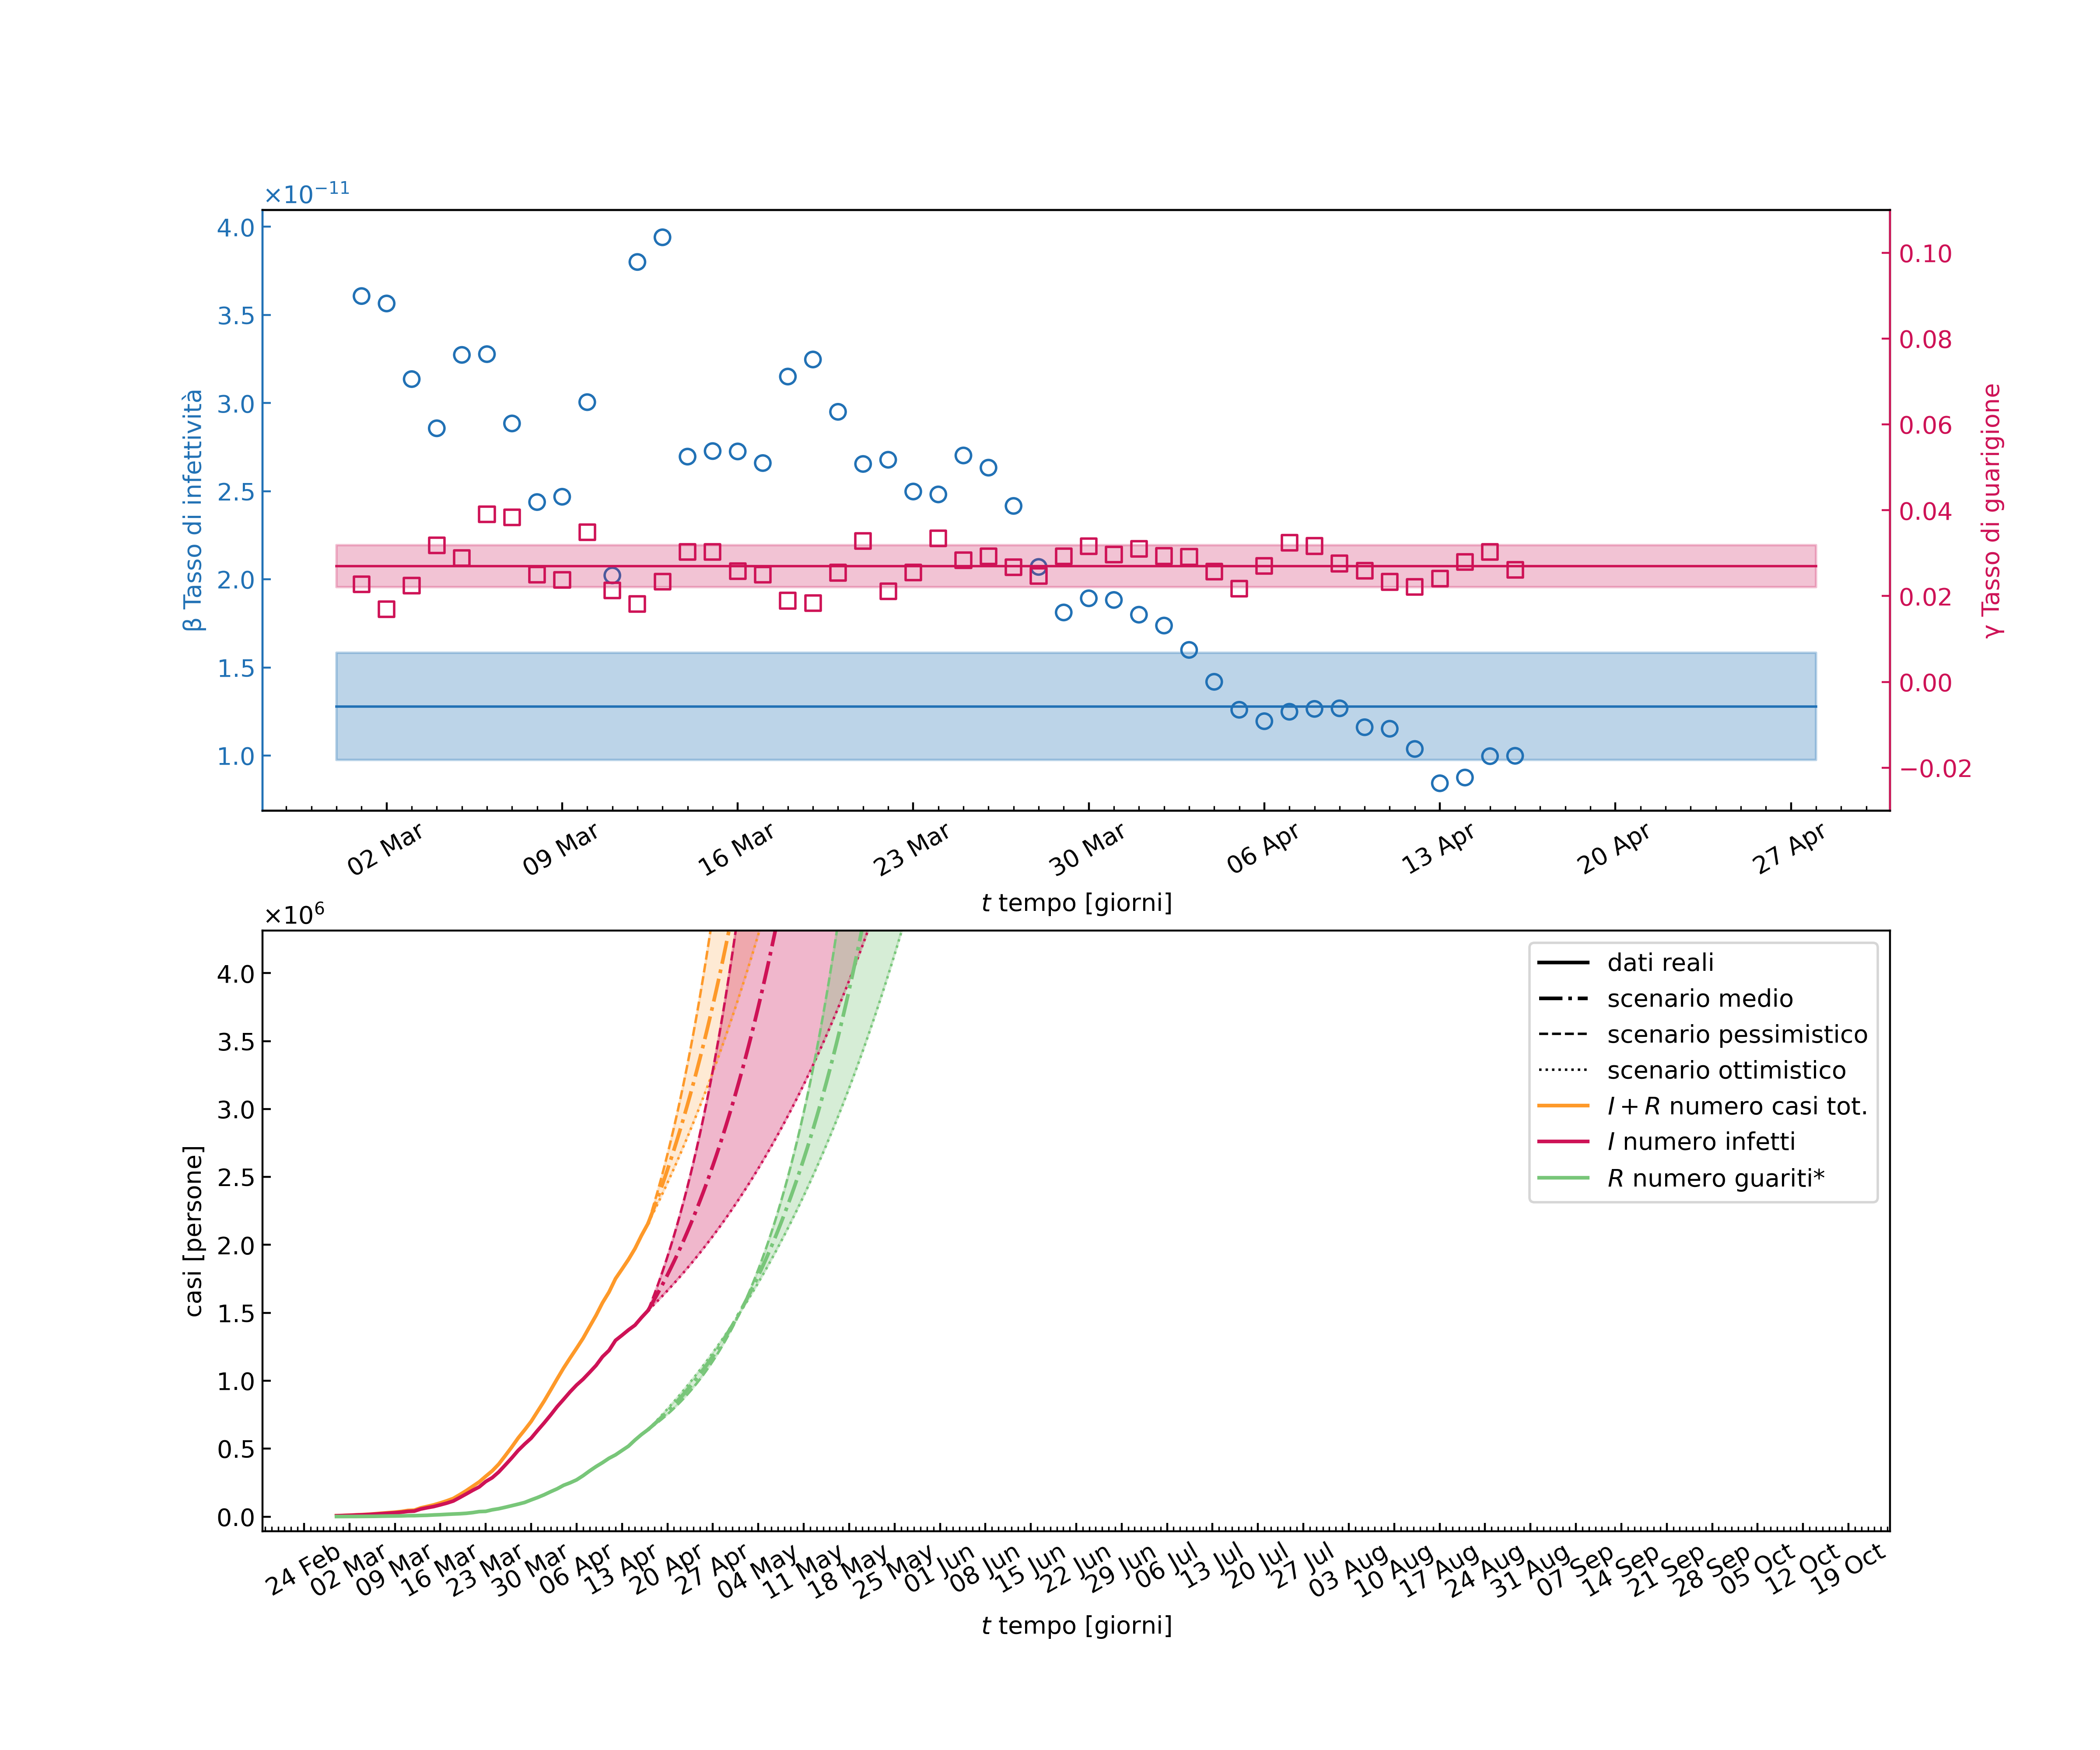 ×10⁻¹¹
4.0
3.5
3.0
2.5
2.0
1.5
1.0
β Tasso di infettività
0.10
0.08
0.06
0.04
0.02
0.00
−0.02
γ Tasso di guarigione
02 Mar
09 Mar
16 Mar
23 Mar
30 Mar
06 Apr
13 Apr
20 Apr
27 Apr
t tempo [giorni]
×10⁶
4.0
3.5
3.0
2.5
2.0
1.5
1.0
0.5
0.0
casi [persone]
dati reali
scenario medio
scenario pessimistico
scenario ottimistico
I + R numero casi tot.
I numero infetti
R numero guariti*
24 Feb
02 Mar
09 Mar
16 Mar
23 Mar
30 Mar
06 Apr
13 Apr
20 Apr
27 Apr
04 May
11 May
18 May
25 May
01 Jun
08 Jun
15 Jun
22 Jun
29 Jun
06 Jul
13 Jul
20 Jul
27 Jul
03 Aug
10 Aug
17 Aug
24 Aug
31 Aug
07 Sep
14 Sep
21 Sep
28 Sep
05 Oct
12 Oct
19 Oct
t tempo [giorni]